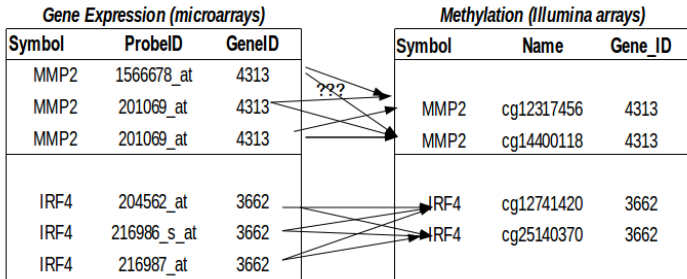 Gene Expression (microarrays) Methylation (Illumina arrays)
Symbol ProbeID GeneID Symbol Name Gene_ID
MMP2 1566678_at 4313
???
MMP2 201069_at 4313 MMP2 cg12317456 4313
MMP2 201069_at 4313 MMP2 cg14400118 4313
IRF4 204562_at 3662 IRF4 cg12741420 3662
IRF4 216986_s_at 3662 IRF4 cg25140370 3662
IRF4 216987_at 3662